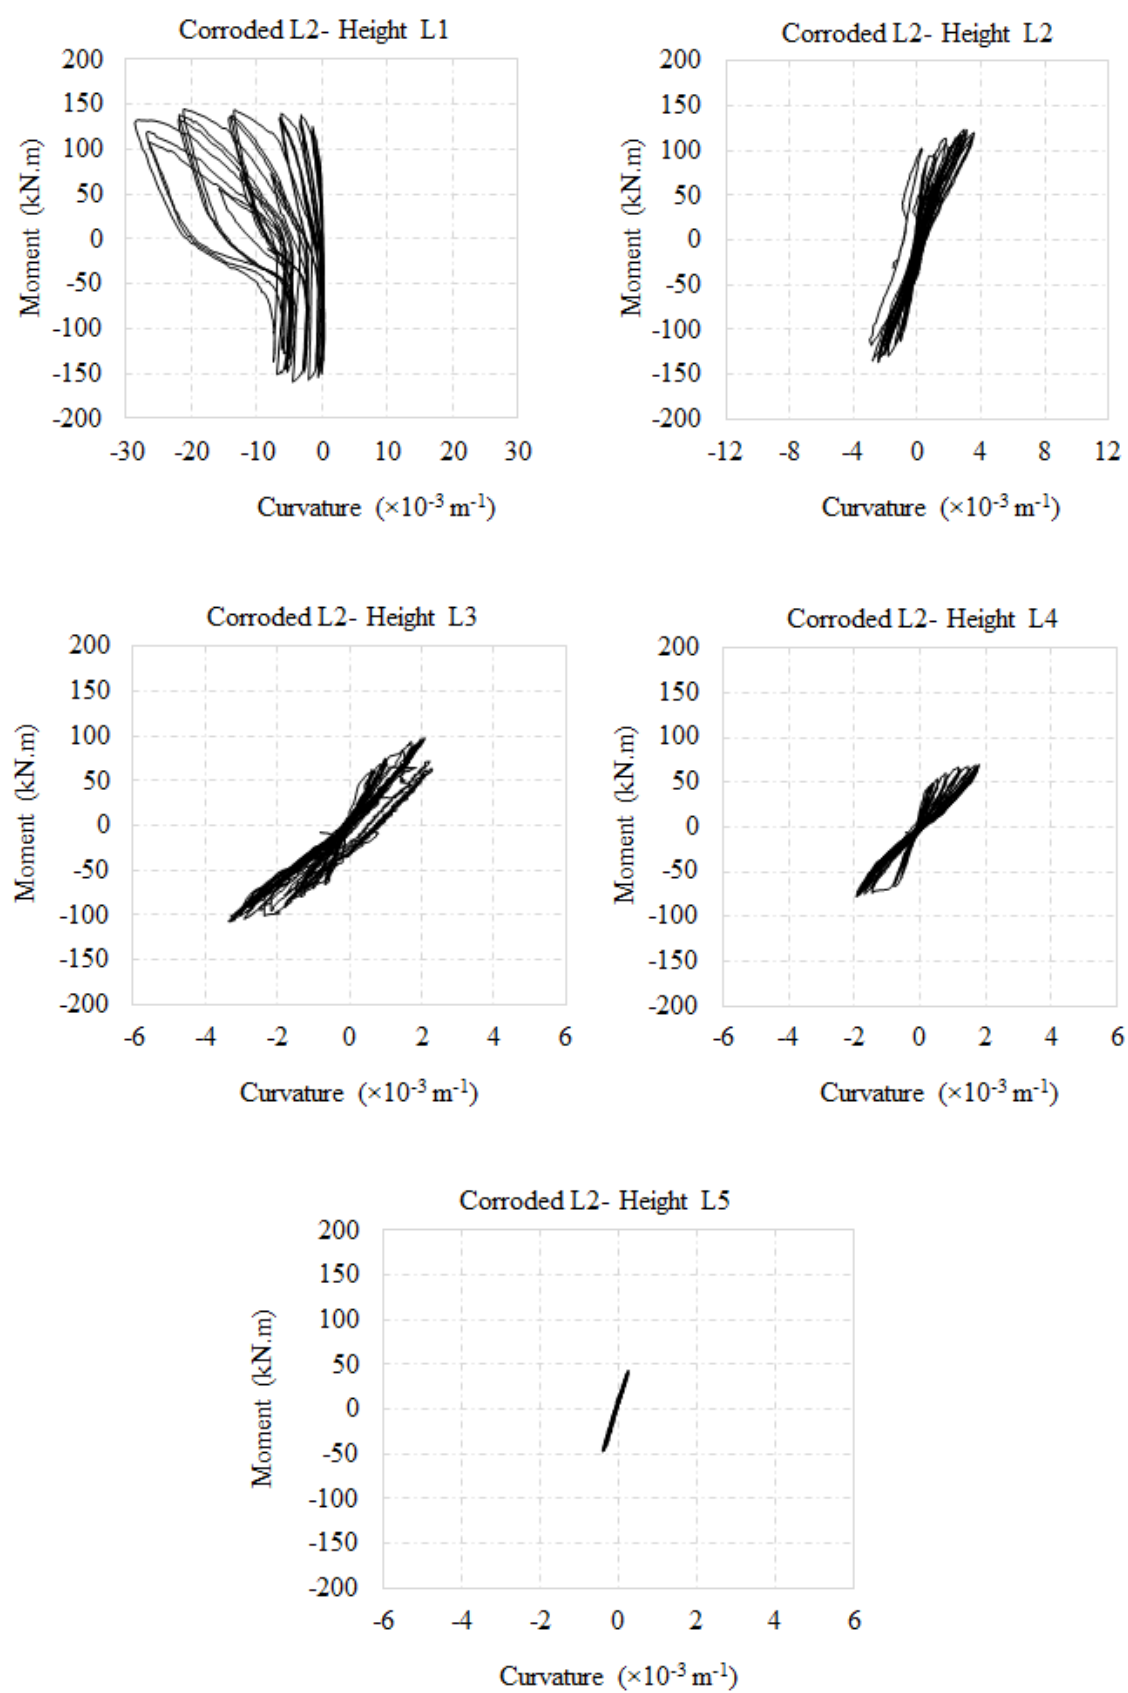 Corroded L2- Height L1
200
150
100
50
0
-50
-100
-150
-200
-30 -20 -10 0 10 20 30
Moment (kN.m)
Curvature (×10⁻³ m⁻¹)
Corroded L2- Height L2
200
150
100
50
0
-50
-100
-150
-200
-12 -8 -4 0 4 8 12
Moment (kN.m)
Curvature (×10⁻³ m⁻¹)
Corroded L2- Height L3
200
150
100
50
0
-50
-100
-150
-200
-6 -4 -2 0 2 4 6
Moment (kN.m)
Curvature (×10⁻³ m⁻¹)
Corroded L2- Height L4
200
150
100
50
0
-50
-100
-150
-200
-6 -4 -2 0 2 4 6
Moment (kN.m)
Curvature (×10⁻³ m⁻¹)
Corroded L2- Height L5
200
150
100
50
0
-50
-100
-150
-200
-6 -4 -2 0 2 4 6
Moment (kN.m)
Curvature (×10⁻³ m⁻¹)